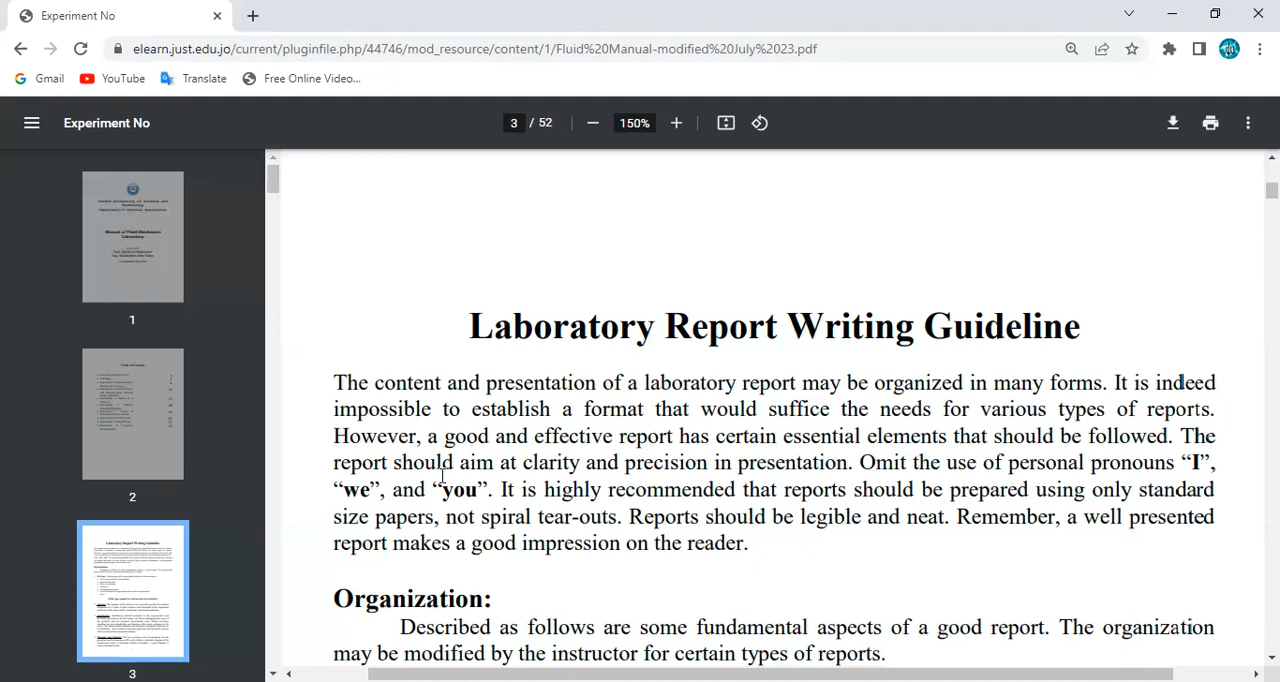 Experiment No
elearn.just.edu.jo/current/pluginfile.php/44746/mod_resource/content/1/Fluid%20Manual-modified%20July%2023.pdf
Gmail YouTube Translate Free Online Video...
Experiment No 3 / 52 150%
1
2
3
Laboratory Report Writing Guideline
The content and presentation of a laboratory report may be organized in many forms. It is indeed
impossible to establish a format that would suffice the needs for various types of reports.
However, a good and effective report has certain essential elements that should be followed. The
report should aim at clarity and precision in presentation. Omit the use of personal pronouns “I”,
“we”, and “you”. It is highly recommended that reports should be prepared using only standard
size papers, not spiral tear-outs. Reports should be legible and neat. Remember, a well presented
report makes a good impression on the reader.
Organization:
Described as follow are some fundamental aspects of a good report. The organization
may be modified by the instructor for certain types of reports.